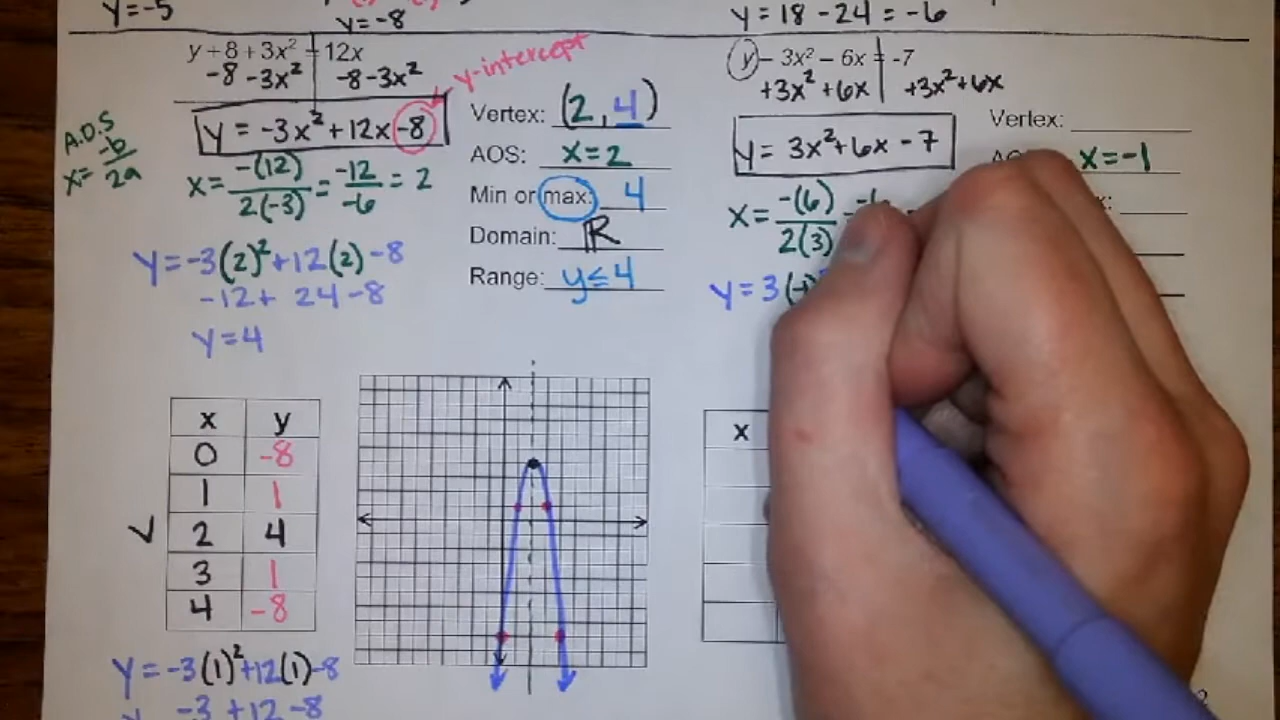 y=-5
y=-8
y = 18 - 24 = -6
y + 8 + 3x² = 12x
-8 -3x² -8 -3x²
y = -3x² + 12x - 8
y-intercept
A.O.S
x = -b/2a
x = -(12)/2(-3) = -12/-6 = 2
y = -3(2)² + 12(2) - 8
-12 + 24 - 8
y = 4
Vertex: (2, 4)
AOS: x = 2
Min or max: 4
Domain: ℝ
Range: y ≤ 4
x y
0 -8
1 1
V 2 4
3 1
4 -8
y = -3(1)² + 12(1) - 8
-3 + 12 - 8
y - 3x² - 6x = -7
+3x² + 6x +3x² + 6x
y = 3x² + 6x - 7
x = -(6)/2(3)
y = 3(-1)
Vertex:
x = -1
x